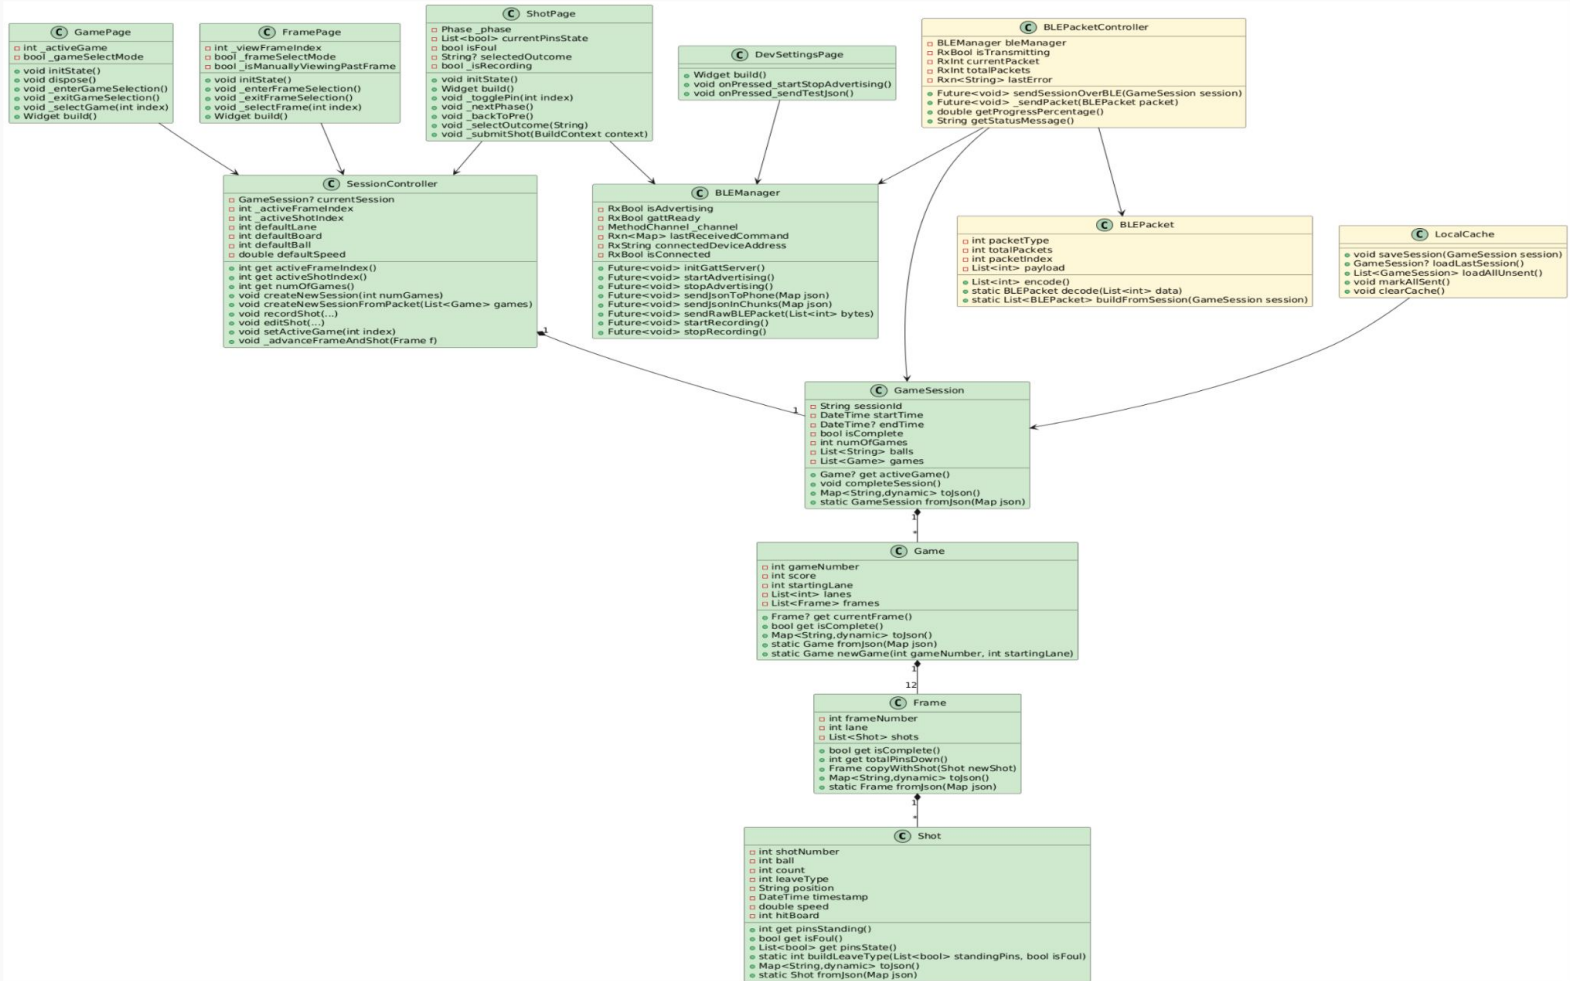 GamePage
int _activeGame
bool _gameSelectMode
void initState()
void dispose()
void _enterGameSelection()
void _exitGameSelection()
void _selectGame(int index)
Widget build()
FramePage
int _viewFrameIndex
bool _frameSelectMode
bool _isManuallyViewingPastFrame
void initState()
void _enterFrameSelection()
void _exitFrameSelection()
void _selectFrame(int index)
Widget build()
ShotPage
Phase _phase
List<bool> currentPinsState
bool isFoul
String? selectedOutcome
bool _isRecording
void initState()
Widget build()
void _togglePin(int index)
void _nextPhase()
void _backToPre()
void _selectOutcome(String)
void _submitShot(BuildContext context)
DevSettingsPage
Widget build()
void onPressed_startStopAdvertising()
void onPressed_sendTestJson()
BLEPacketController
BLEManager bleManager
RxBool isTransmitting
RxInt currentPacket
RxInt totalPackets
Rxn<String> lastError
Future<void> sendSessionOverBLE(GameSession session)
Future<void> _sendPacket(BLEPacket packet)
double getProgressPercentage()
String getStatusMessage()
SessionController
GameSession? currentSession
int _activeFrameIndex
int _activeShotIndex
int defaultLane
int defaultBoard
int defaultBall
double defaultSpeed
int get activeFrameIndex()
int get activeShotIndex()
int get numOfGames()
void createNewSession(int numGames)
void createNewSessionFromPacket(List<Game> games)
void recordShot(...)
void editShot(...)
void setActiveGame(int index)
void _advanceFrameAndShot(Frame f)
BLEManager
RxBool isAdvertising
RxBool gattReady
MethodChannel _channel
Rxn<Map> lastReceivedCommand
RxString connectedDeviceAddress
RxBool isConnected
Future<void> initGattServer()
Future<void> startAdvertising()
Future<void> stopAdvertising()
Future<void> sendJsonToPhone(Map json)
Future<void> sendJsonInChunks(Map json)
Future<void> sendRawBLEPacket(List<int> bytes)
Future<void> startRecording()
Future<void> stopRecording()
BLEPacket
int packetType
int totalPackets
int packetIndex
List<int> payload
List<int> encode()
static BLEPacket decode(List<int> data)
static List<BLEPacket> buildFromSession(GameSession session)
LocalCache
void saveSession(GameSession session)
GameSession? loadLastSession()
List<GameSession> loadAllUnsent()
void markAllSent()
void clearCache()
1
1
GameSession
String sessionId
DateTime startTime
DateTime? endTime
bool isComplete
int numOfGames
List<String> balls
List<Game> games
Game? get activeGame()
void completeSession()
Map<String,dynamic> toJson()
static GameSession fromJson(Map json)
1
*
Game
int gameNumber
int score
int startingLane
List<int> lanes
List<Frame> frames
Frame? get currentFrame()
bool get isComplete()
Map<String,dynamic> toJson()
static Game fromJson(Map json)
static Game newGame(int gameNumber, int startingLane)
1
12
Frame
int frameNumber
int lane
List<Shot> shots
bool get isComplete()
int get totalPinsDown()
Frame copyWithShot(Shot newShot)
Map<String,dynamic> toJson()
static Frame fromJson(Map json)
1
*
Shot
int shotNumber
int ball
int count
int leaveType
String position
DateTime timestamp
double speed
int hitBoard
int get pinsStanding()
bool get isFoul()
List<bool> get pinsState()
static int buildLeaveType(List<bool> standingPins, bool isFoul)
Map<String,dynamic> toJson()
static Shot fromJson(Map json)